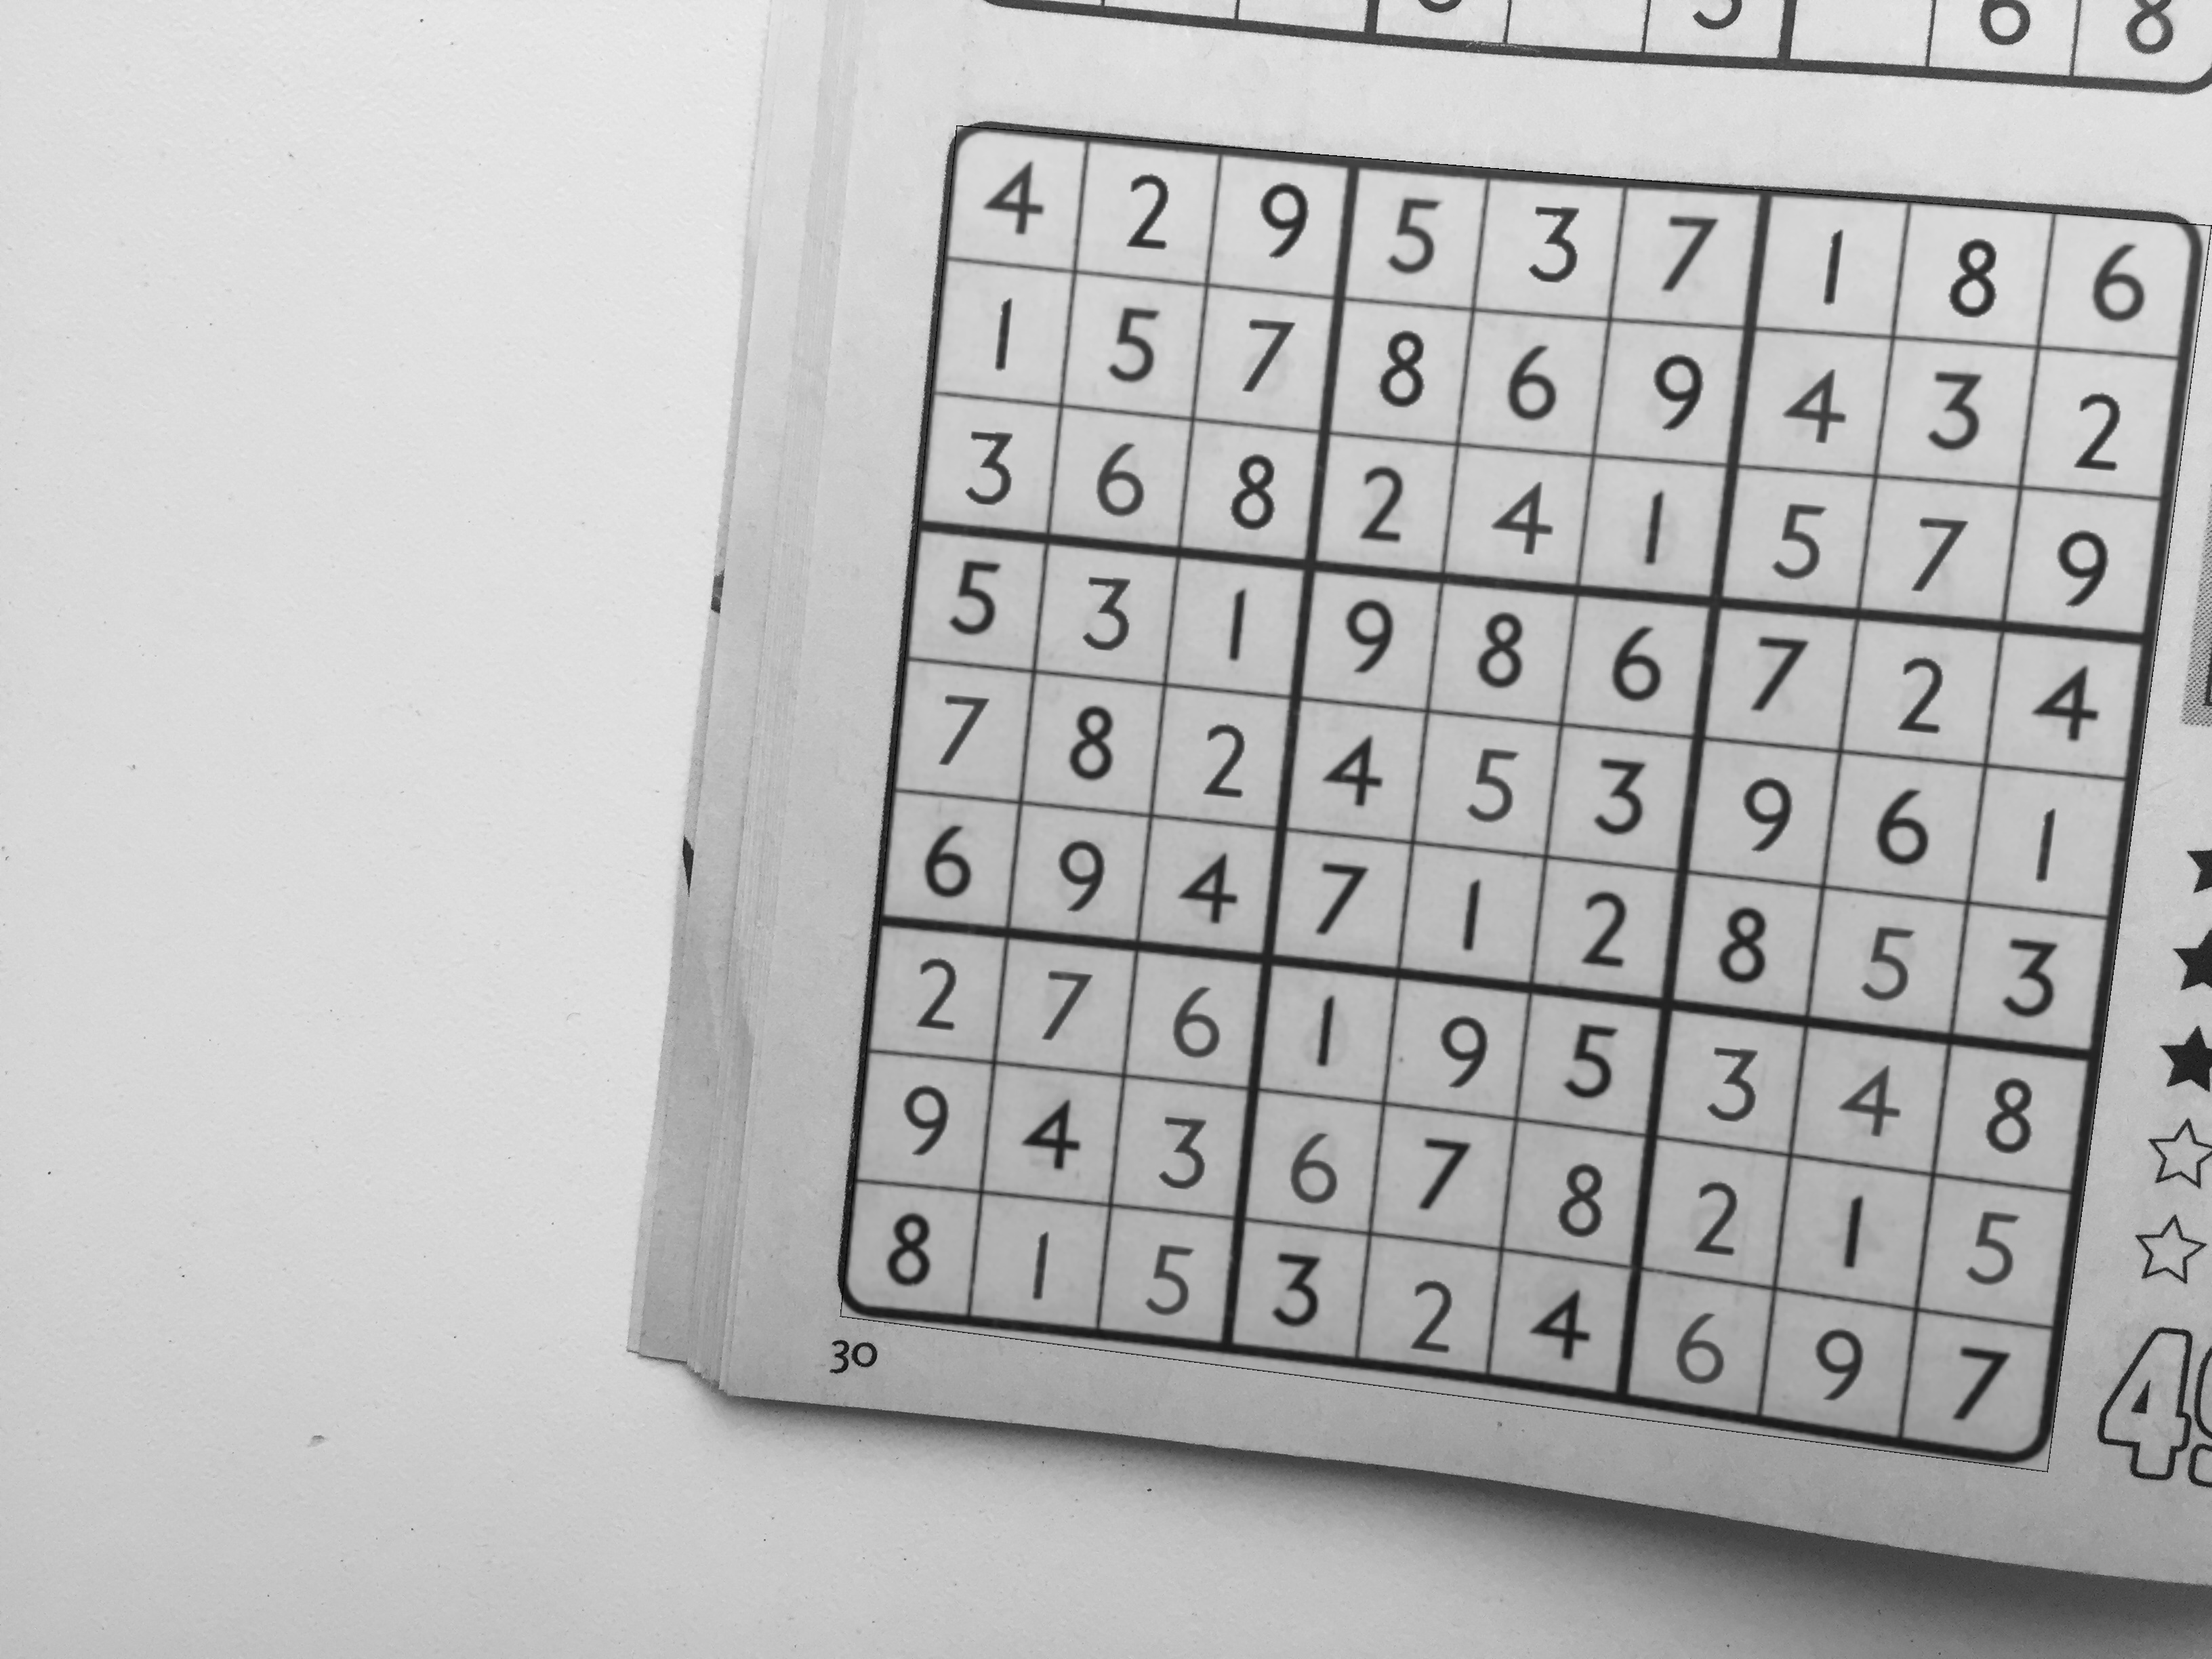 6 8
4 2 9 5 3 7 1 8 6
1 5 7 8 6 9 4 3 2
3 6 8 2 4 1 5 7 9
5 3 1 9 8 6 7 2 4
7 8 2 4 5 3 9 6 1
6 9 4 7 1 2 8 5 3
2 7 6 1 9 5 3 4 8
9 4 3 6 7 8 2 1 5
8 1 5 3 2 4 6 9 7
30